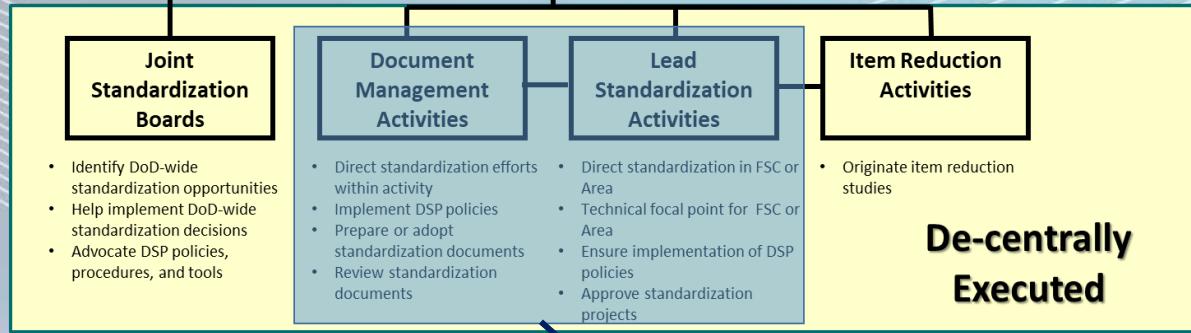 Joint
Standardization
Boards
• Identify DoD-wide
standardization opportunities
• Help implement DoD-wide
standardization decisions
• Advocate DSP policies,
procedures, and tools
Document
Management
Activities
• Direct standardization efforts
within activity
• Implement DSP policies
• Prepare or adopt
standardization documents
• Review standardization
documents
Lead
Standardization
Activities
• Direct standardization in FSC or
Area
• Technical focal point for FSC or
Area
• Ensure implementation of DSP
policies
• Approve standardization
projects
Item Reduction
Activities
• Originate item reduction
studies
De-centrally
Executed